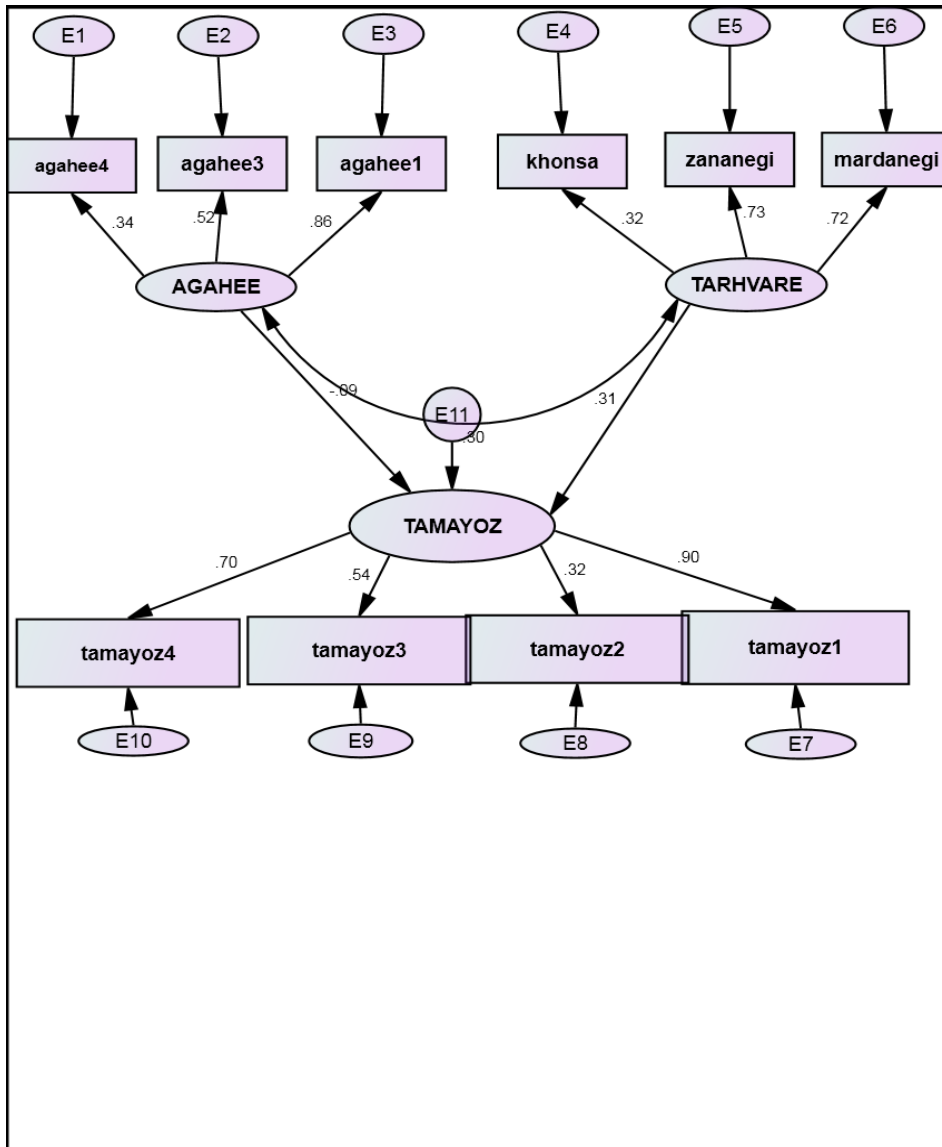 E1
E2
E3
E4
E5
E6
agahee4
agahee3
agahee1
khonsa
zananegi
mardanegi
.34
.52
.86
.32
.73
.72
AGAHEE
TARHVARE
-.09
.31
E11
TAMAYOZ
.70
.54
.32
.90
tamayoz4
tamayoz3
tamayoz2
tamayoz1
E10
E9
E8
E7